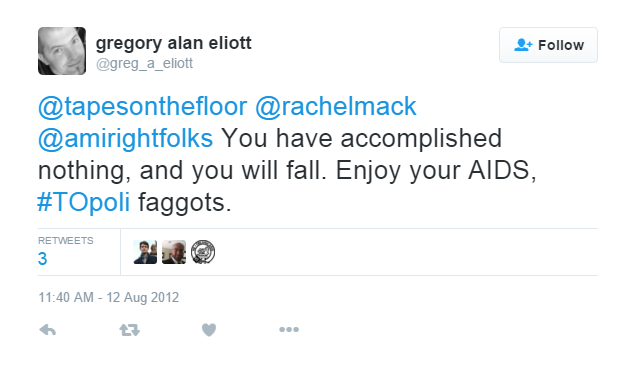 gregory alan eliott
@greg_a_eliott
Follow
@tapesonthefloor @rachelmack
@amirightfolks You have accomplished
nothing, and you will fall. Enjoy your AIDS,
#TOpoli faggots.
RETWEETS
3
11:40 AM - 12 Aug 2012